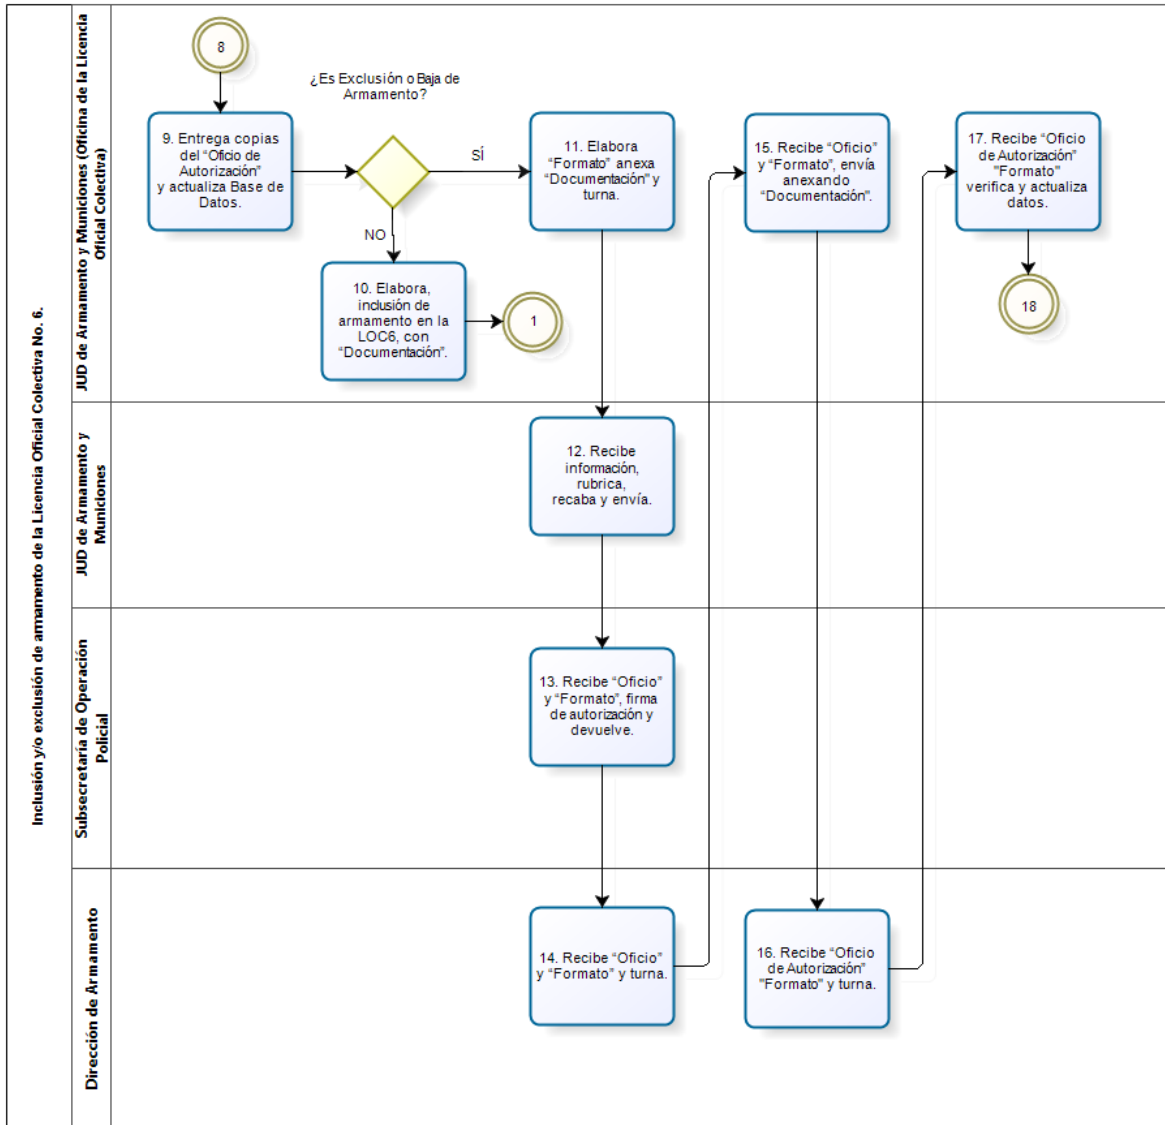 Inclusión y/o exclusión de armamento de la Licencia Oficial Colectiva No. 6.
JUD de Armamento y Municiones (Oficina de la Licencia
Oficial Colectiva)
8
¿Es Exclusión o Baja de
Armamento?
9. Entrega copias
del “Oficio de
Autorización”
y actualiza Base de
Datos.
SÍ
NO
10. Elabora,
inclusión de
armamento en la
LOC6, con
“Documentación”.
1
11. Elabora
“Formato” anexa
“Documentación" y
turna.
15. Recibe “Oficio”
y “Formato”, envía
anexando
“Documentación”.
17. Recibe “Oficio
de Autorización”
"Formato"
verifica y actualiza
datos.
18
JUD de Armamento y
Municiones
12. Recibe
información,
rubrica,
recaba y envía.
Subsecretaría de Operación
Policial
13. Recibe “Oficio”
y “Formato”, firma
de autorización y
devuelve.
Dirección de Armamento
14. Recibe “Oficio”
y “Formato” y turna.
16. Recibe “Oficio
de Autorización”
"Formato" y turna.